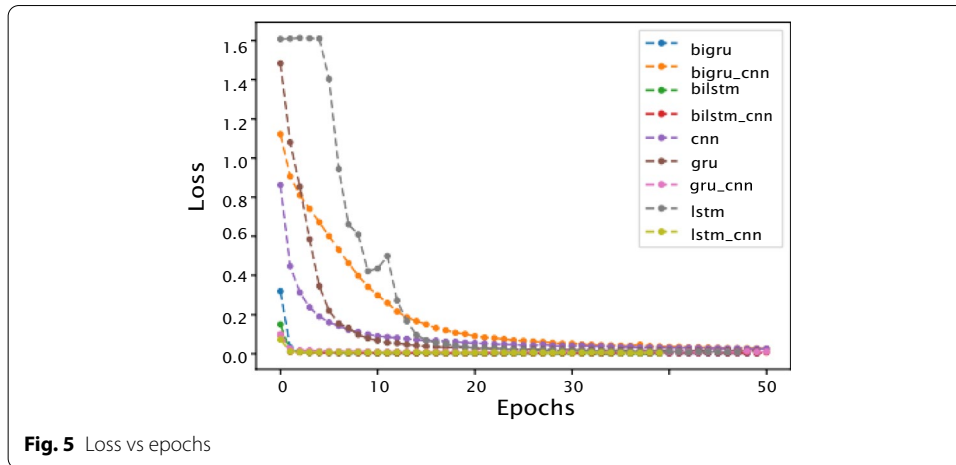 1.6
1.4
1.2
1.0
0.8
0.6
0.4
0.2
0.0
Loss
0 10 20 30 40 50
Epochs
bigru
bigru_cnn
bilstm
bilstm_cnn
cnn
gru
gru_cnn
lstm
lstm_cnn
Fig. 5 Loss vs epochs